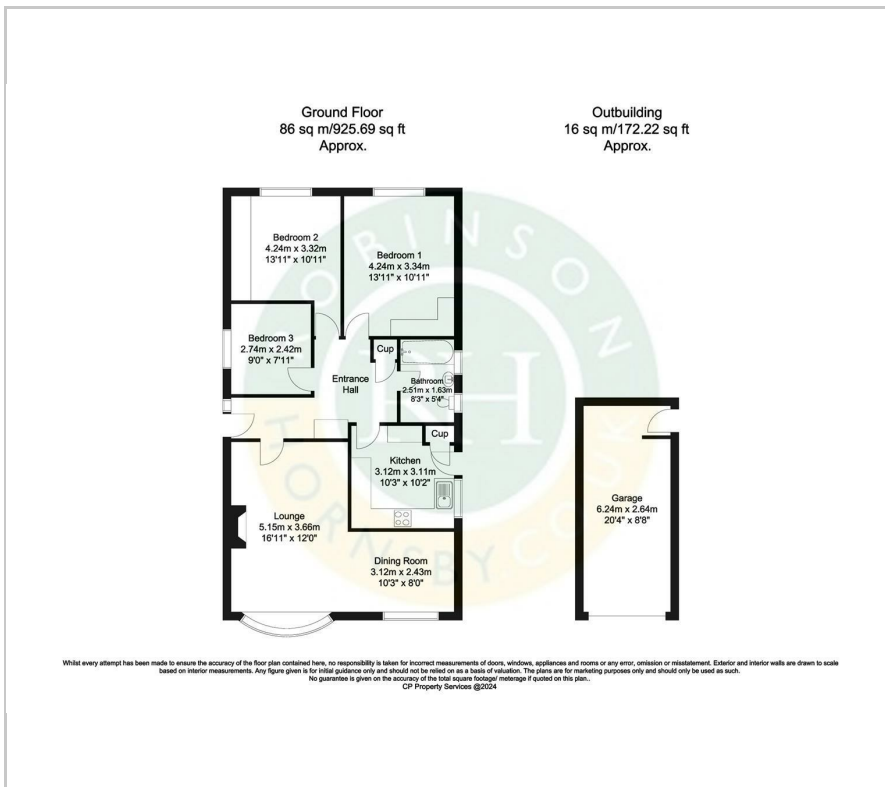 Ground Floor
86 sq m/925.69 sq ft
Approx.
Outbuilding
16 sq m/172.22 sq ft
Approx.
Bedroom 2
4.24m x 3.32m
13'11" x 10'11"
Bedroom 1
4.24m x 3.34m
13'11" x 10'11"
Bedroom 3
2.74m x 2.42m
9'0" x 7'11"
Cup
Entrance
Hall
Bathroom
2.51m x 1.63m
8'3" x 5'4"
Cup
Kitchen
3.12m x 3.11m
10'3" x 10'2"
Lounge
5.15m x 3.66m
16'11" x 12'0"
Dining Room
3.12m x 2.43m
10'3" x 8'0"
Garage
6.24m x 2.64m
20'4" x 8'8"
ROBINSON
RH
HORNSBY.CO.UK
Whilst every attempt has been made to ensure the accuracy of the floor plan contained here, no responsibility is taken for incorrect measurements of doors, windows, appliances and rooms or any error, omission or misstatement. Exterior and interior walls are drawn to scale
based on interior measurements. Any figure given is for initial guidance only and should not be relied on as a basis of valuation. The plans are for marketing purposes only and should only be used as such.
No guarantee is given on the accuracy of the total square footage/ meterage if quoted on this plan..
CP Property Services @2024